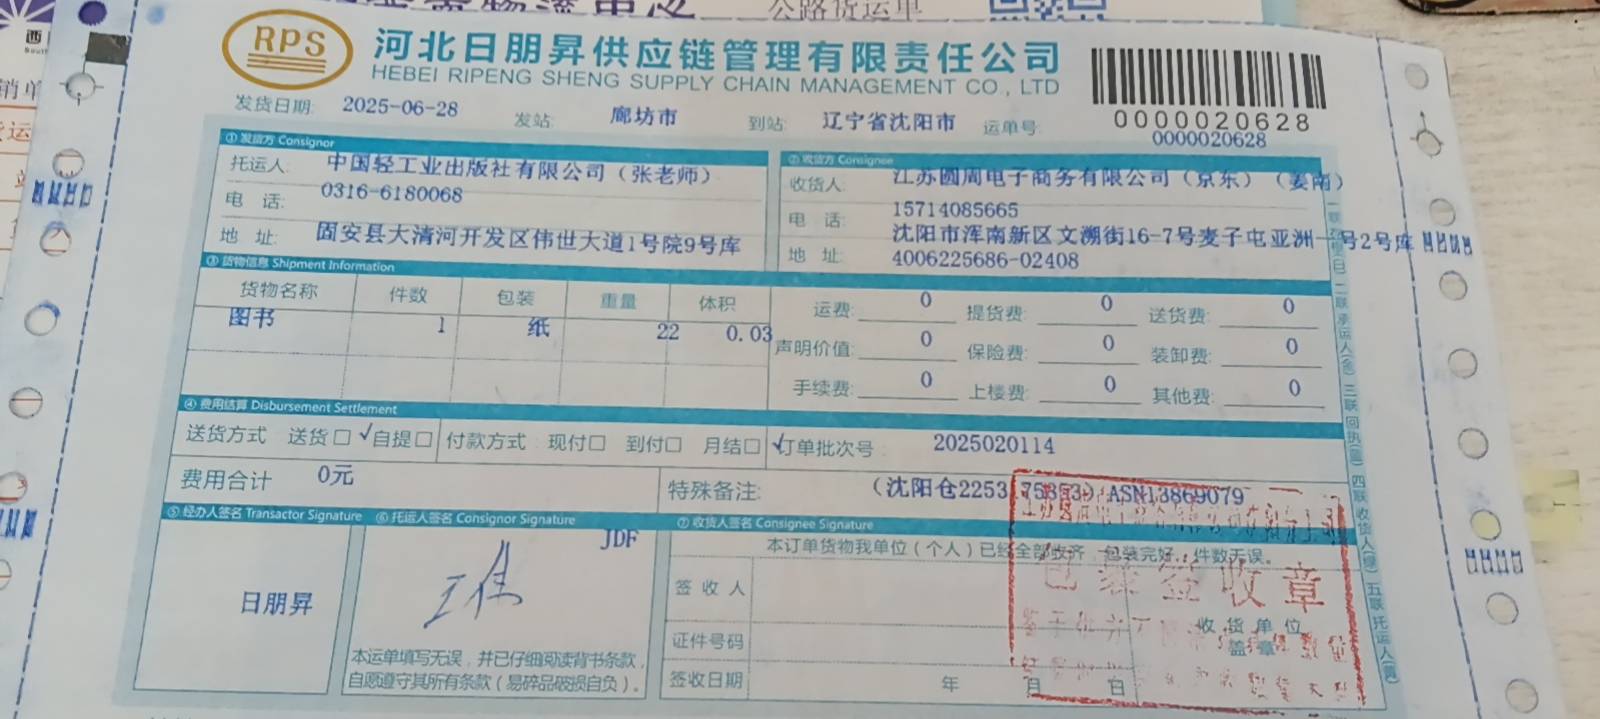 公路货运单
RPS
河北日朋昇供应链管理有限责任公司
HEBEI RIPENG SHENG SUPPLY CHAIN MANAGEMENT CO., LTD
0000020628
发货日期: 2025-06-28 发站: 廊坊市 到站: 辽宁省沈阳市 运单号: 0000020628
①发货方 Consignor
托运人: 中国轻工业出版社有限公司（张老师）
电 话: 0316-6180068
地 址: 固安县大清河开发区伟世大道1号院9号库
②收货方 Consignee
收货人: 江苏圆周电子商务有限公司（京东）（姜南）
电 话: 15714085665
沈阳市浑南新区文溯街16-7号麦子屯亚洲一号2号库
地 址: 4006225686-02408
③货物信息 Shipment Information
货物名称 件数 包装 重量 体积
图书 1 纸 22 0.03
运费: 0 提货费: 0 送货费: 0
声明价值: 0 保险费: 0 装卸费: 0
手续费: 0 上楼费: 0 其他费: 0
④费用结算 Disbursement Settlement
送货方式 送货□ √自提□ 付款方式 现付□ 到付□ 月结□ √订单批次号 2025020114
费用合计 0元 特殊备注: （沈阳仓2253175353）ASN13869079
⑤经办人签名 Transactor Signature
日朋昇
⑥托运人签名 Consignor Signature
JDF
本运单填写无误，并已仔细阅读背书条款，
自愿遵守其所有条款（易碎品破损自负）。
⑦收货人签名 Consignee Signature
本订单货物我单位（个人）已经全部收齐，包装完好，件数无误。
签 收 人
证件号码
签收日期 年 月 日
收 货 单 位
盖 章
签收章